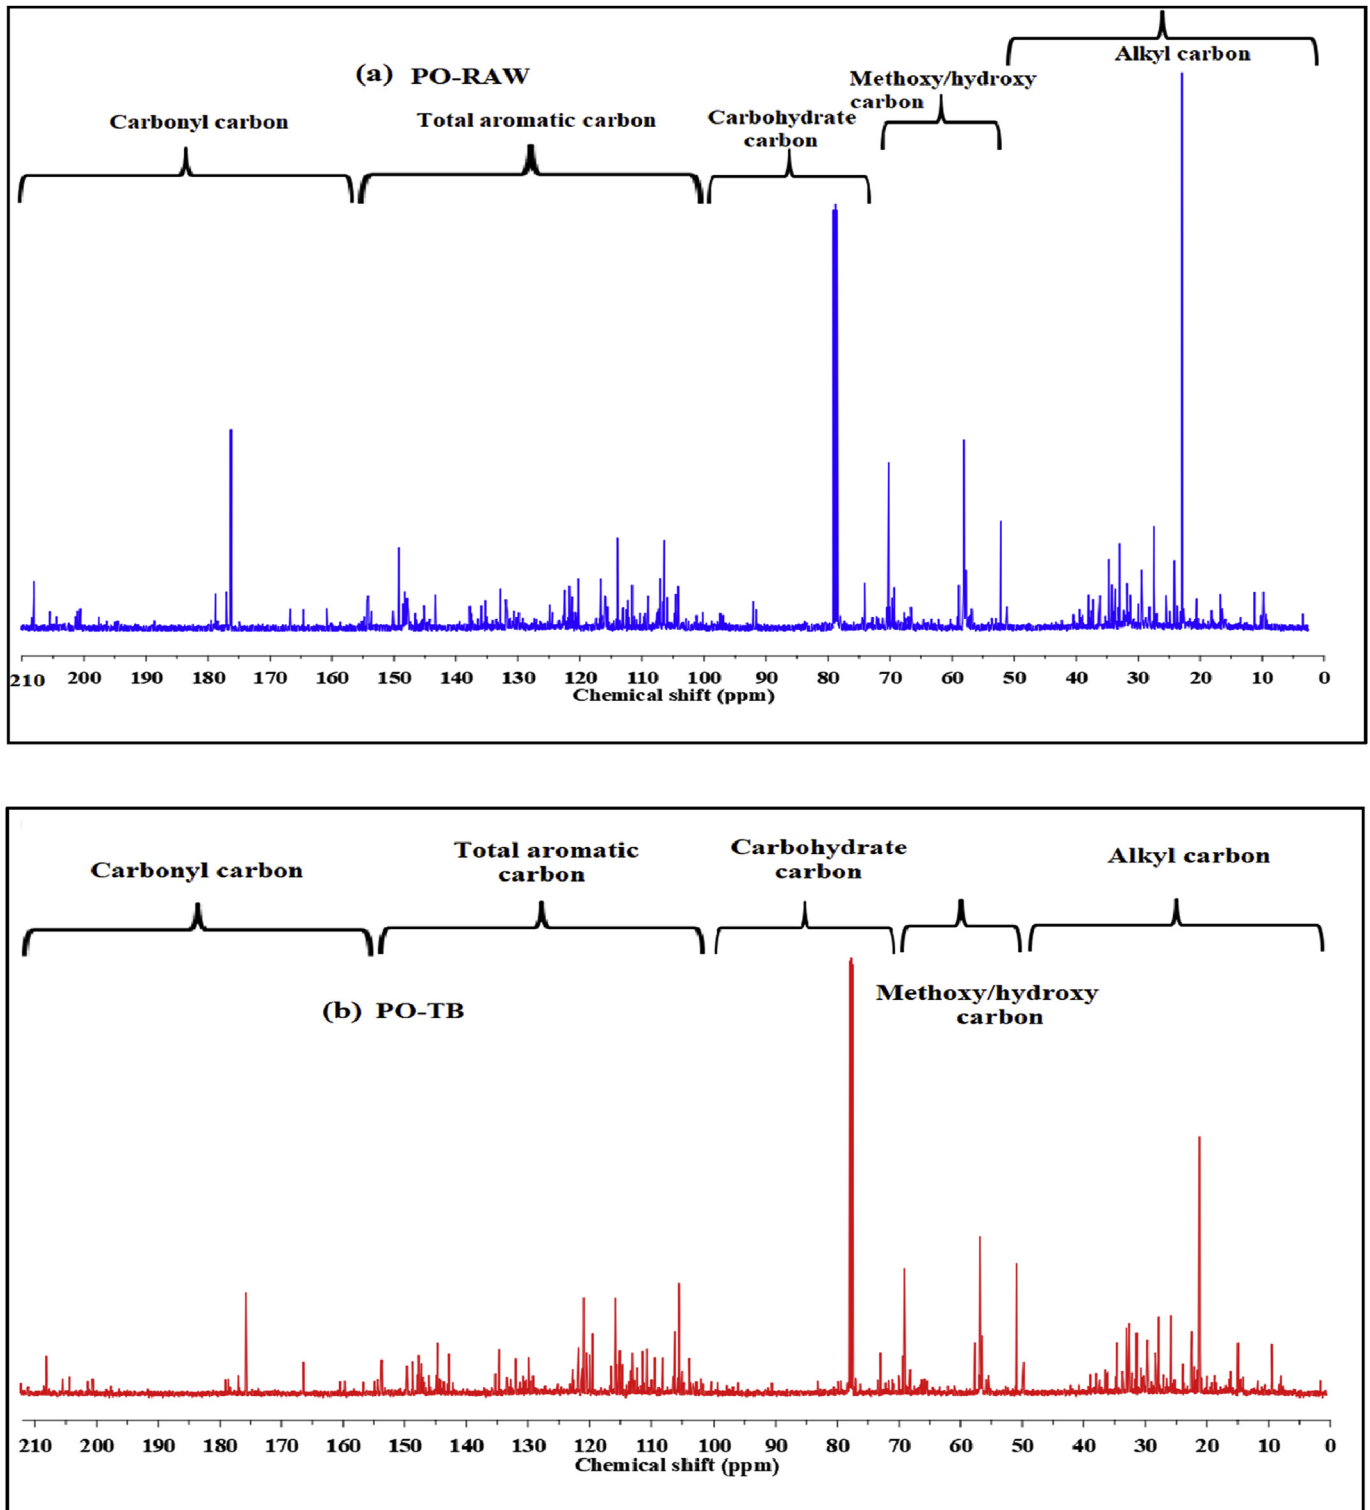 Alkyl carbon
(a) PO-RAW
Methoxy/hydroxy
carbon
Carbonyl carbon
Total aromatic carbon
Carbohydrate
carbon
210 200 190 180 170 160 150 140 130 120 110 100 90 80 70 60 50 40 30 20 10 0
Chemical shift (ppm)
Carbonyl carbon
Total aromatic
carbon
Carbohydrate
carbon
Alkyl carbon
(b) PO-TB
Methoxy/hydroxy
carbon
210 200 190 180 170 160 150 140 130 120 110 100 90 80 70 60 50 40 30 20 10 0
Chemical shift (ppm)